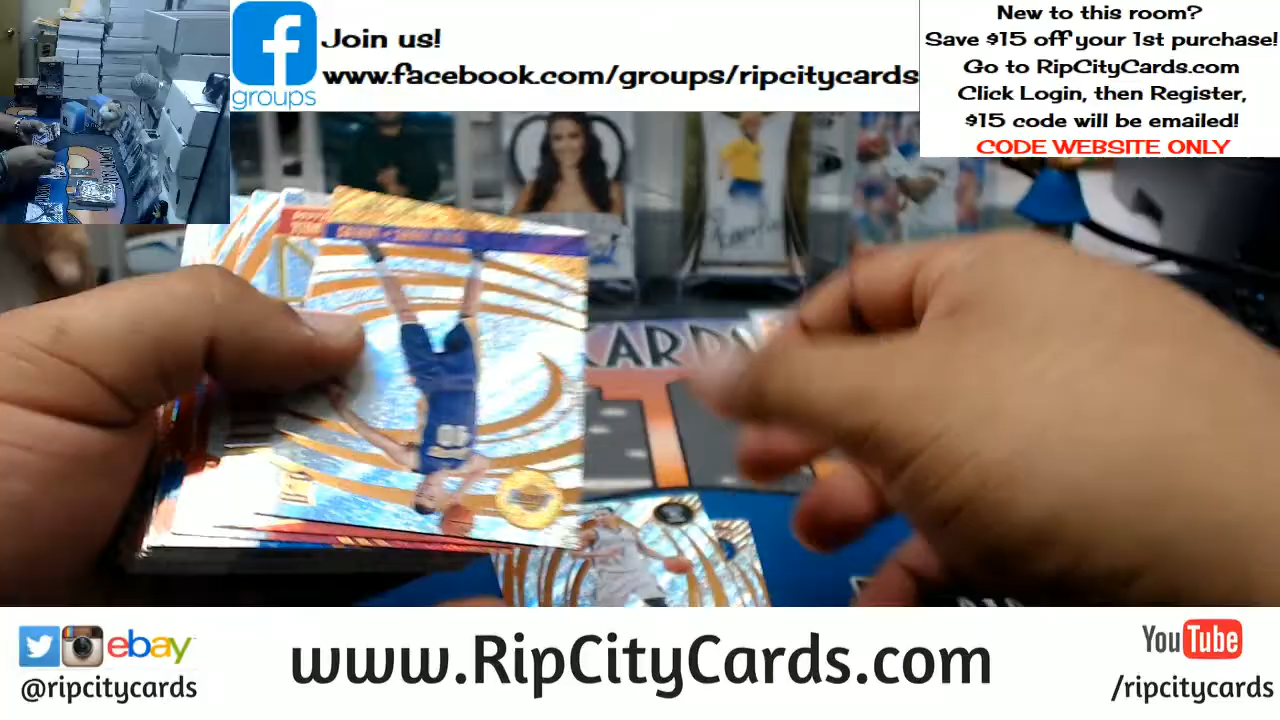 groups
Join us!
www.facebook.com/groups/ripcitycards
New to this room?
Save $15 off your 1st purchase!
Go to RipCityCards.com
Click Login, then Register,
$15 code will be emailed!
CODE WEBSITE ONLY
CARDS
ebay
@ripcitycards
www.RipCityCards.com
YouTube
/ripcitycards